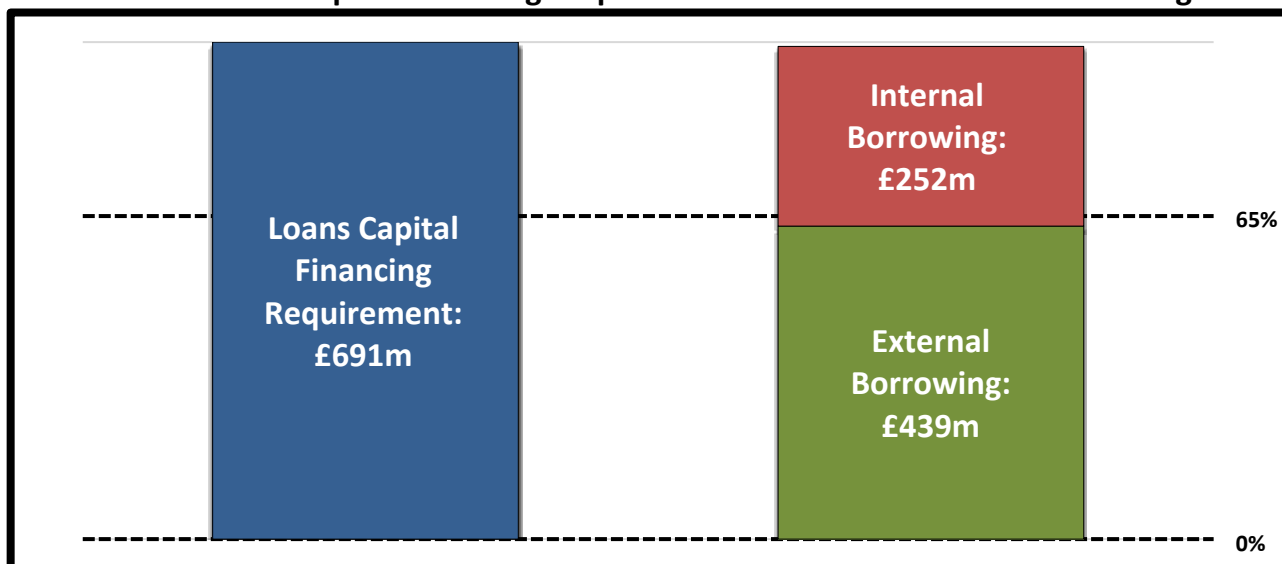 Internal
Borrowing:
£252m
65%
Loans Capital
Financing
Requirement:
£691m
External
Borrowing:
£439m
0%